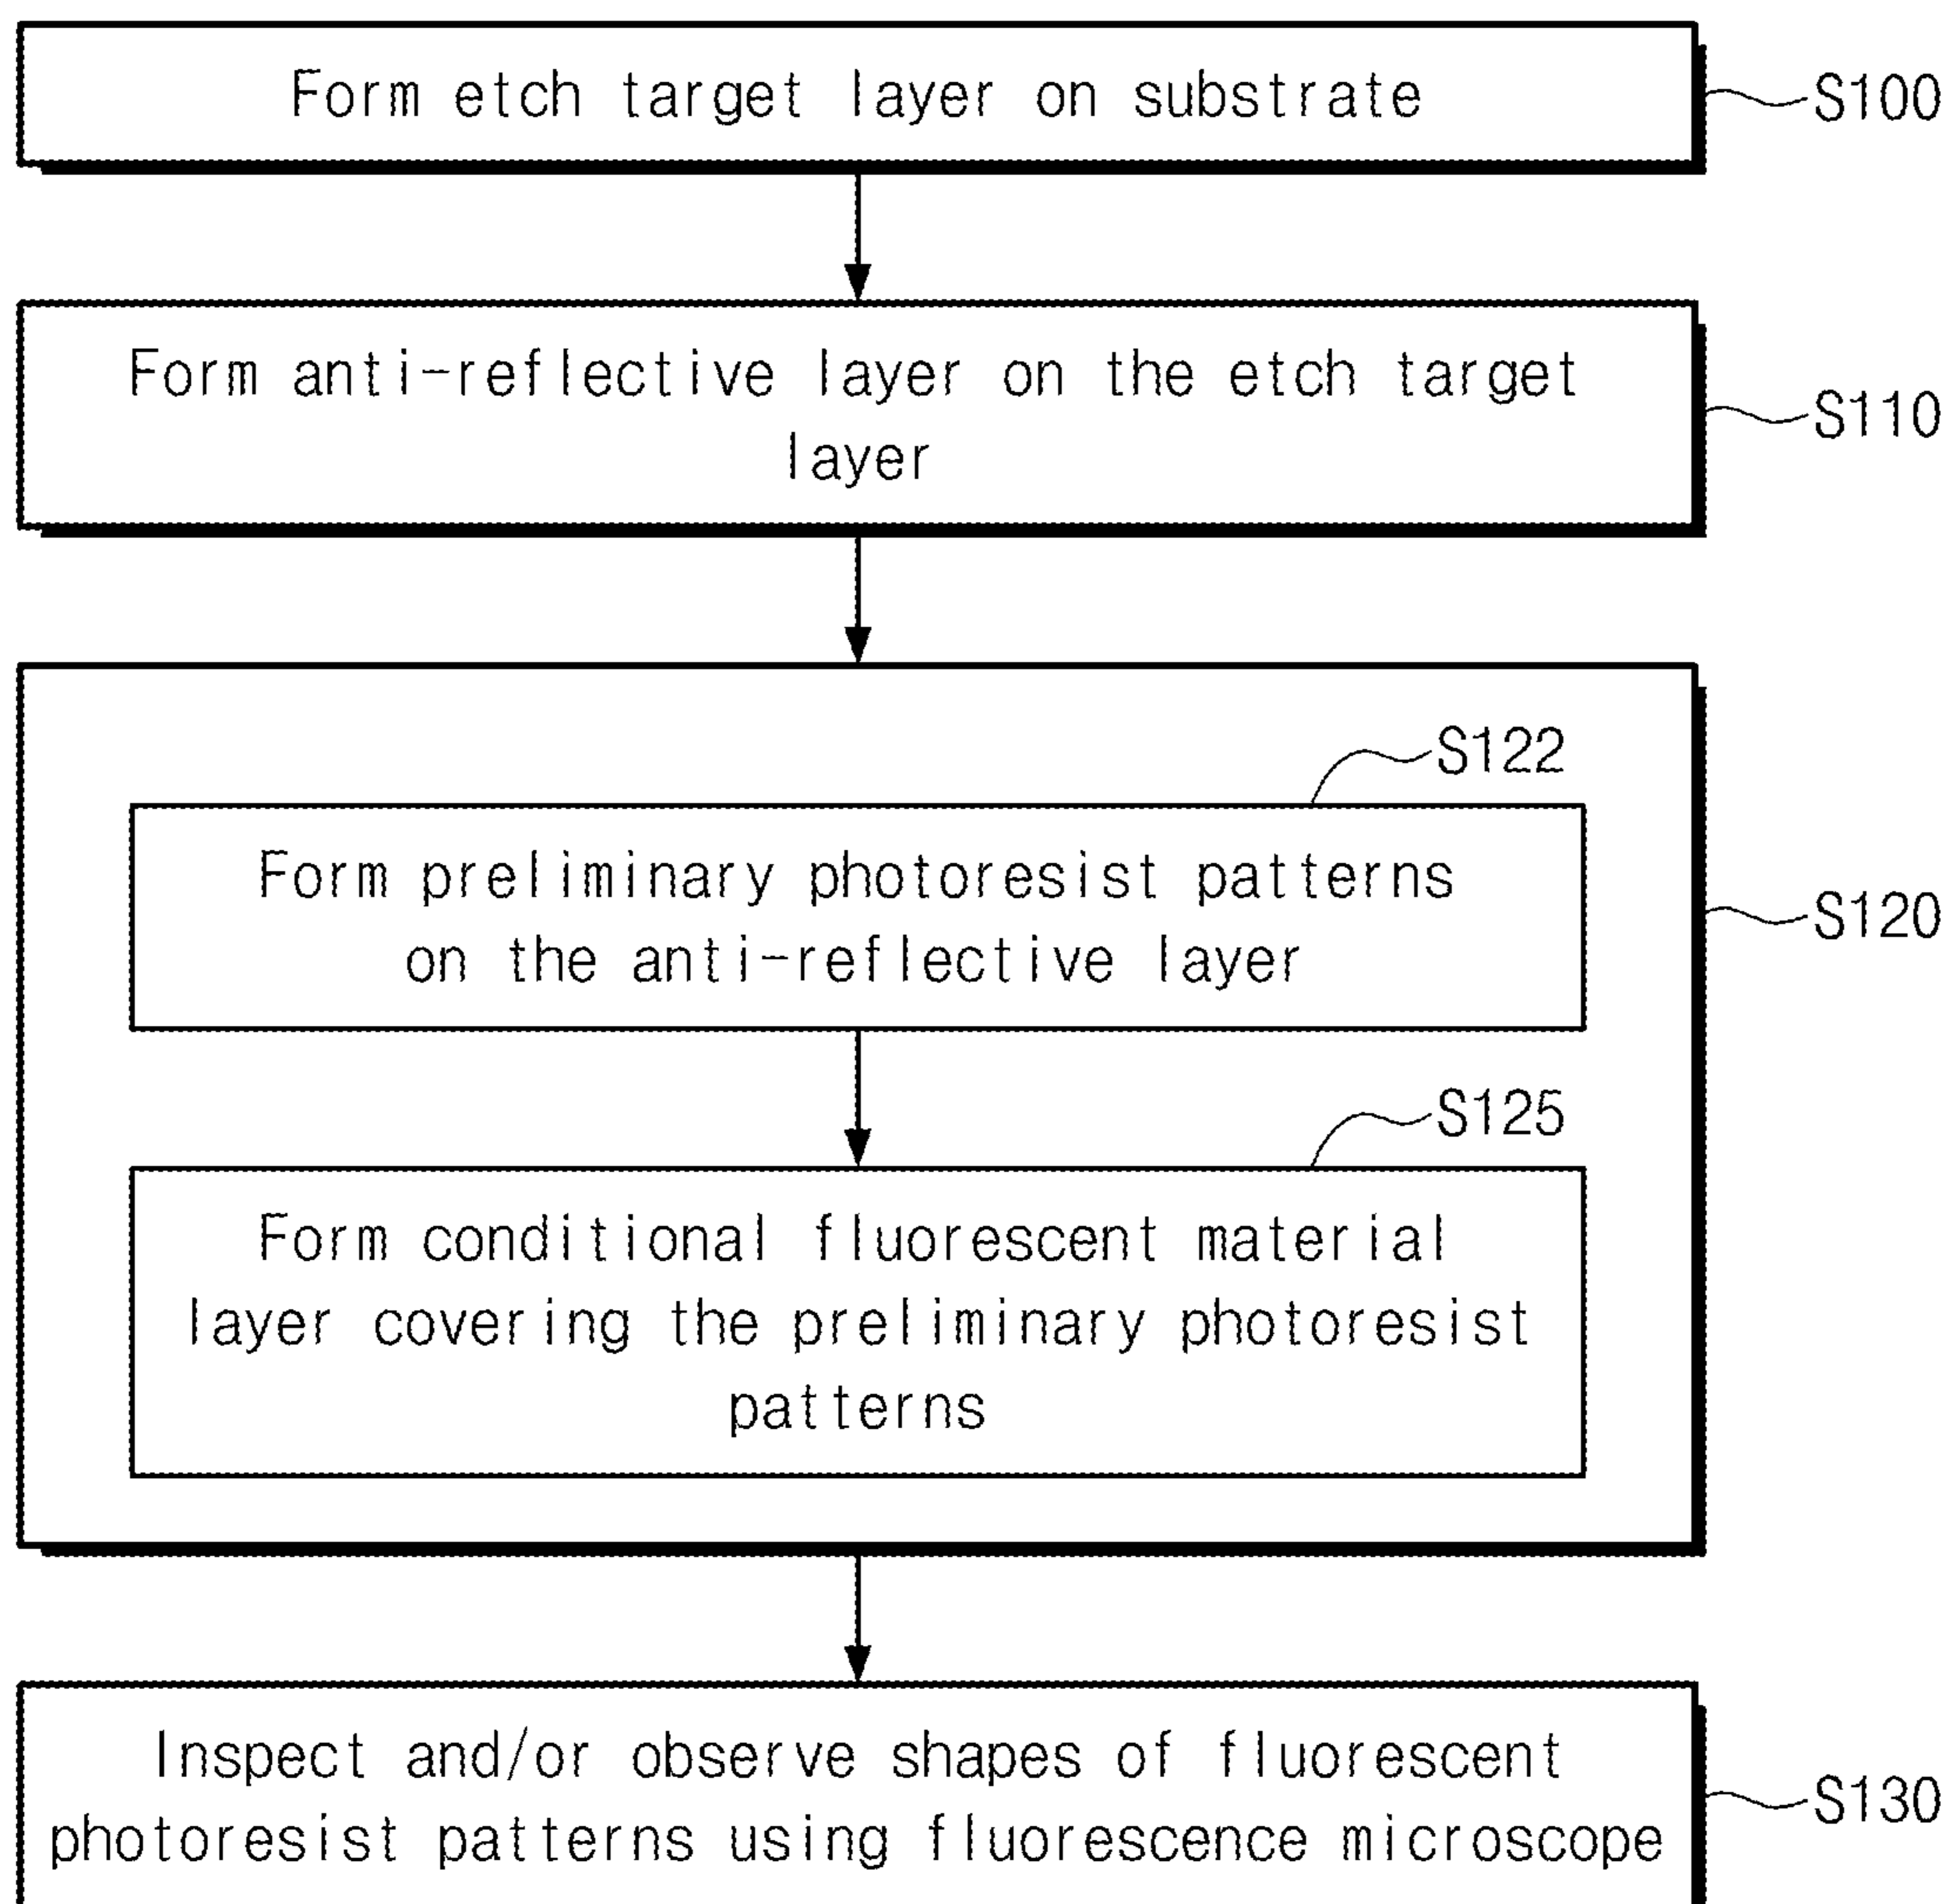 Form etch target layer on substrate
S100
Form anti-reflective layer on the etch target
layer
S110
S122
Form preliminary photoresist patterns
on the anti-reflective layer
S120
S125
Form conditional fluorescent material
layer covering the preliminary photoresist
patterns
Inspect and/or observe shapes of fluorescent
photoresist patterns using fluorescence microscope
S130